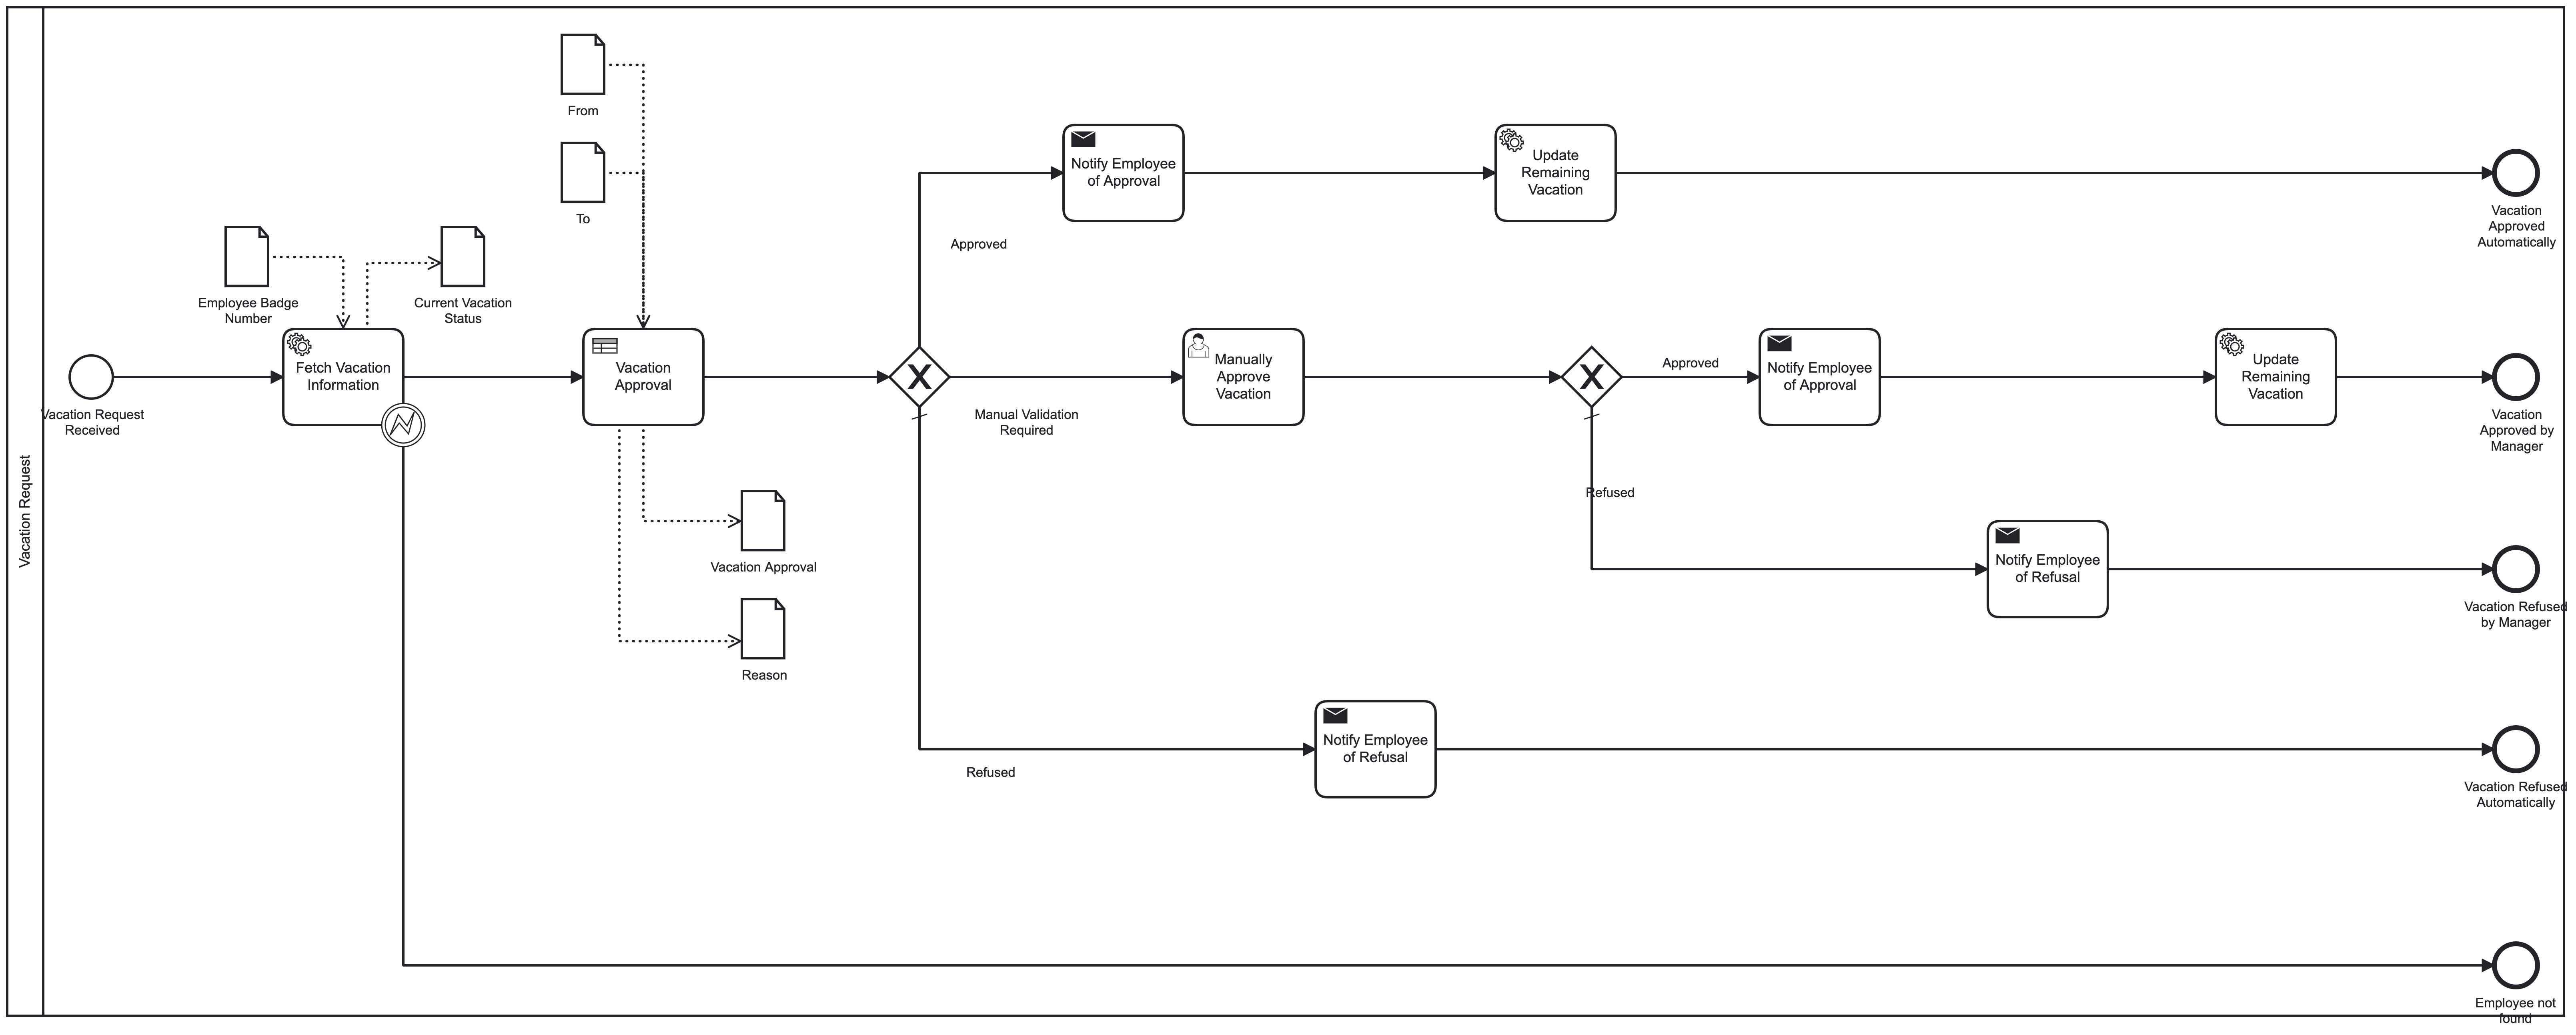 Vacation Request
From
To
Employee Badge
Number
Current Vacation
Status
Vacation Request
Received
Fetch Vacation
Information
Vacation
Approval
Vacation Approval
Reason
Approved
Notify Employee
of Approval
Update
Remaining
Vacation
Vacation
Approved
Automatically
Manual Validation
Required
Manually
Approve
Vacation
Approved
Notify Employee
of Approval
Update
Remaining
Vacation
Vacation
Approved by
Manager
Refused
Notify Employee
of Refusal
Vacation Refused
by Manager
Refused
Notify Employee
of Refusal
Vacation Refused
Automatically
Employee not
found